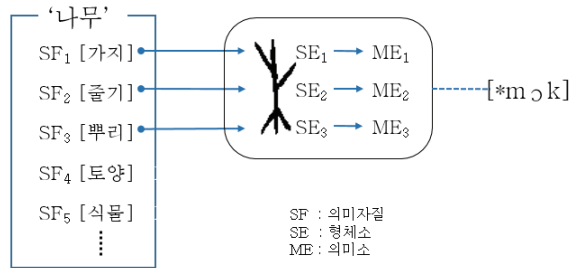 ‘나무’
SF₁ [가지] SE₁ ME₁
SF₂ [줄기] SE₂ ME₂ [*mɔk]
SF₃ [뿌리] SE₃ ME₃
SF₄ [토양]
SF₅ [식물]
SF : 의미자질
SE : 형체소
ME : 의미소